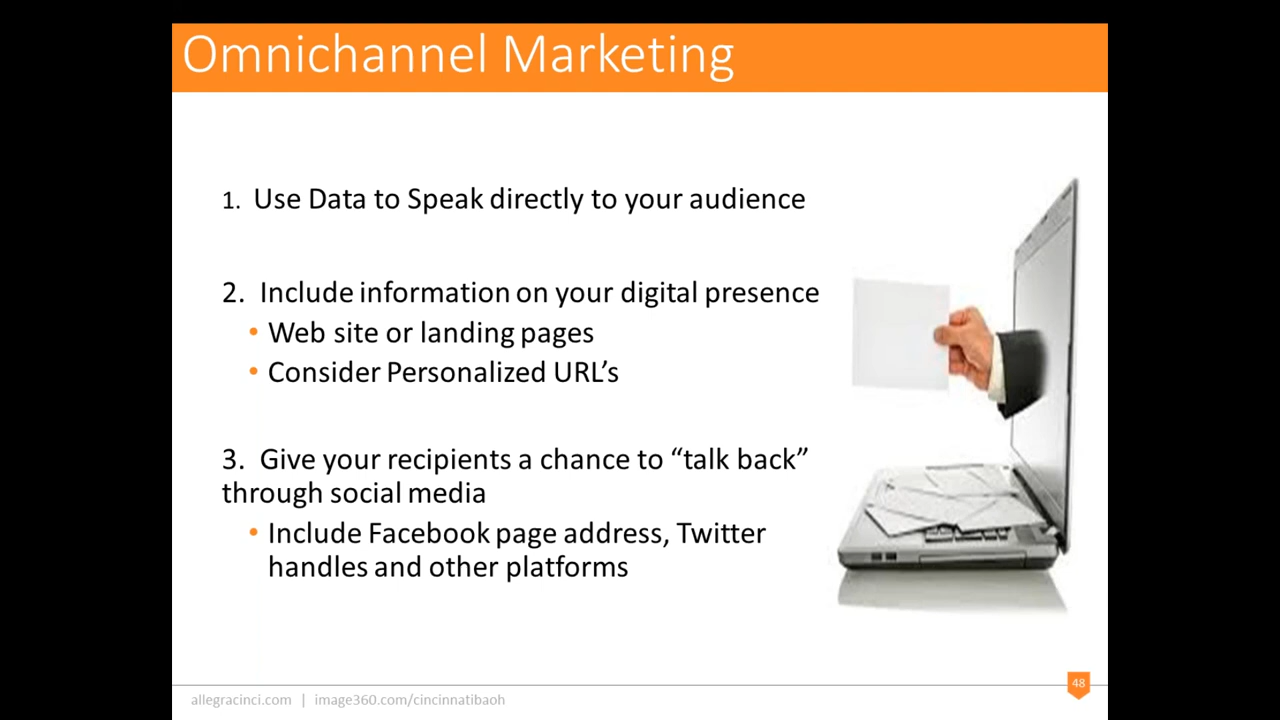 Omnichannel Marketing
1. Use Data to Speak directly to your audience
2. Include information on your digital presence
• Web site or landing pages
• Consider Personalized URL’s
3. Give your recipients a chance to “talk back”
through social media
• Include Facebook page address, Twitter
handles and other platforms
allegracinci.com | image360.com/cincinnatibaoh
48